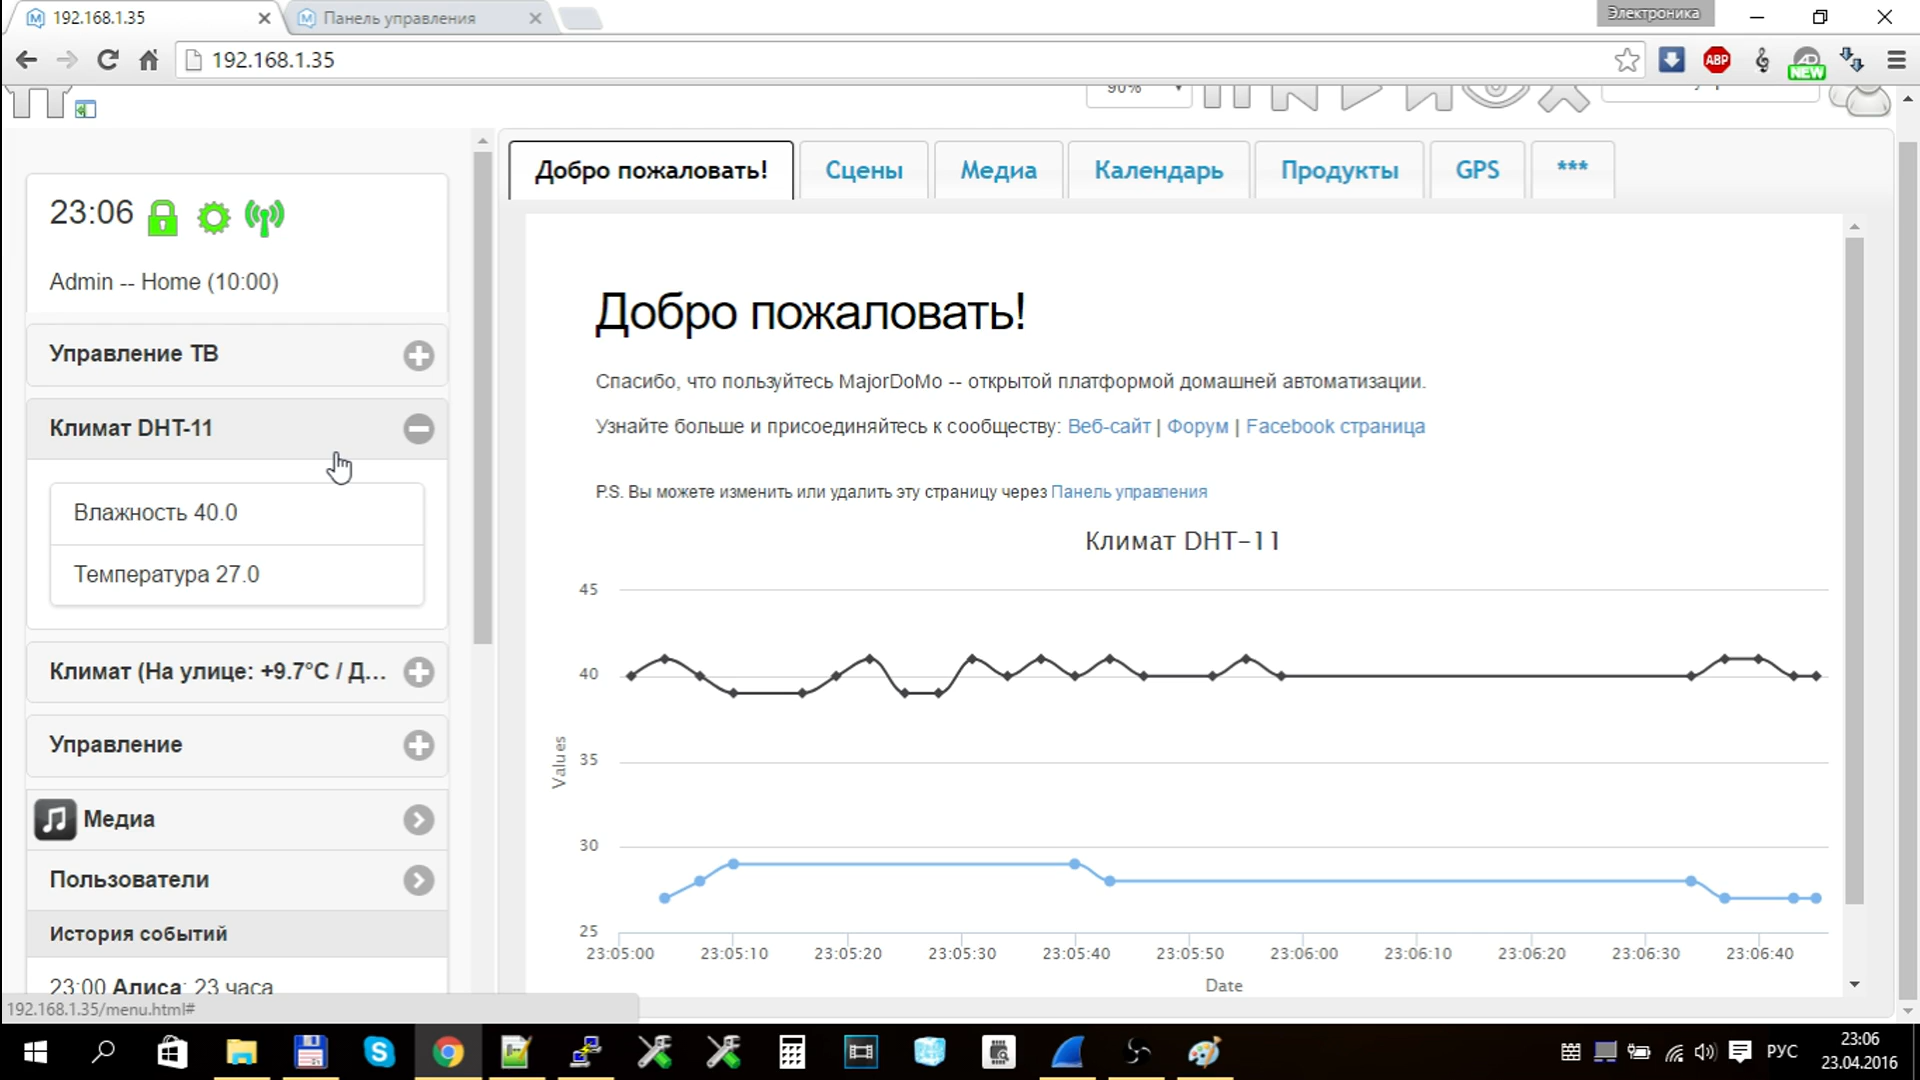 192.168.1.35
Панель управления
Электроника
192.168.1.35
ABP
NEW
90%
23:06
Admin -- Home (10:00)
Управление ТВ
Климат DHT-11
Влажность 40.0
Температура 27.0
Климат (На улице: +9.7°C / Д...
Управление
Медиа
Пользователи
История событий
23:00 Алиса: 23 часа
192.168.1.35/menu.html#
Добро пожаловать!
Сцены
Медиа
Календарь
Продукты
GPS
***
Добро пожаловать!
Спасибо, что пользуйтесь MajorDoMo -- открытой платформой домашней автоматизации.
Узнайте больше и присоединяйтесь к сообществу: Веб-сайт | Форум | Facebook страница
P.S. Вы можете изменить или удалить эту страницу через Панель управления
Климат DHT-11
45
40
35
30
25
Values
23:05:00 23:05:10 23:05:20 23:05:30 23:05:40 23:05:50 23:06:00 23:06:10 23:06:20 23:06:30 23:06:40
Date
РУС
23:06
23.04.2016